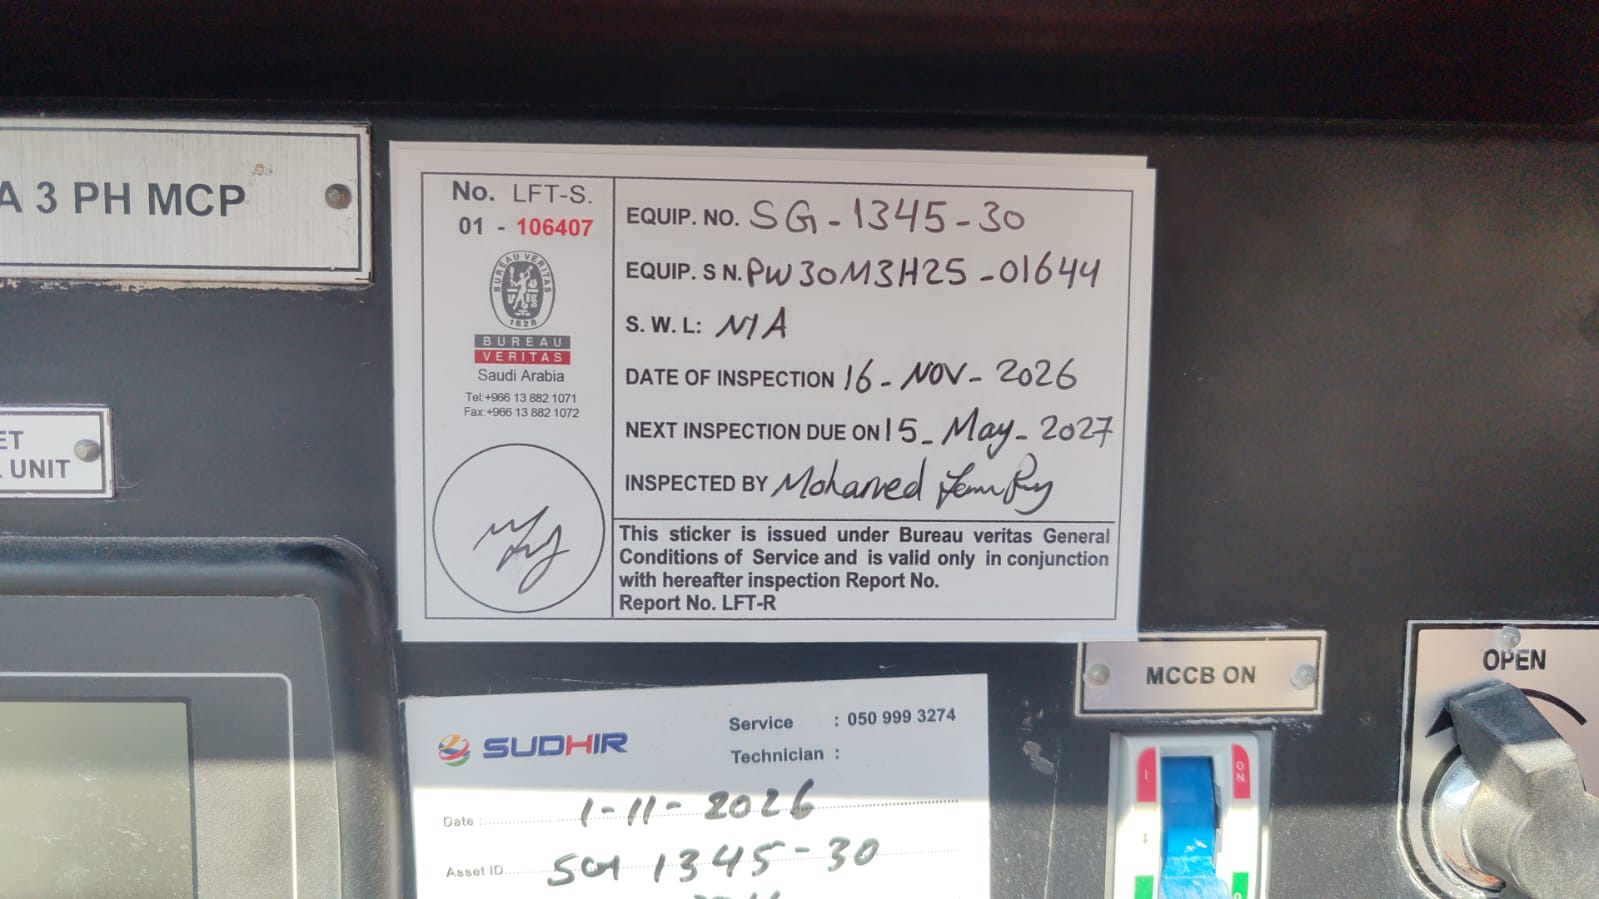 A 3 PH MCP
ET
UNIT
No. LFT-S.
01 - 106407
BUREAU VERITAS
1828
BUREAU
VERITAS
Saudi Arabia
Tel:+966 13 882 1071
Fax:+966 13 882 1072
EQUIP. NO. SG-1345-30
EQUIP. S N. PW30M3H25-01644
S. W. L: N/A
DATE OF INSPECTION 16-NOV-2026
NEXT INSPECTION DUE ON 15-May-2027
INSPECTED BY Mohamed
This sticker is issued under Bureau veritas General
Conditions of Service and is valid only in conjunction
with hereafter inspection Report No.
Report No. LFT-R
SUDHIR
Service : 050 999 3274
Technician :
Date : 1-11-2026
Asset ID SG 1345-30
MCCB ON
ON
OPEN